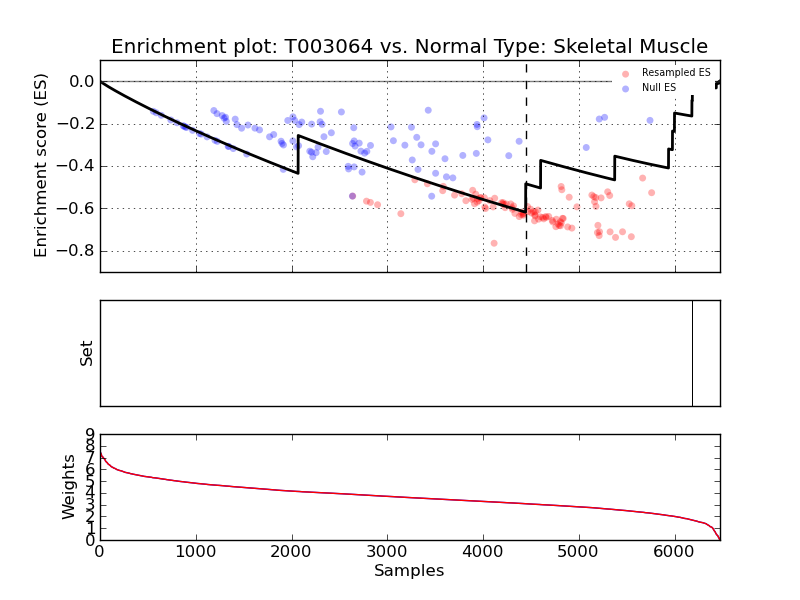 Enrichment plot: T003064 vs. Normal Type: Skeletal Muscle
Enrichment score (ES)
0.0
−0.2
−0.4
−0.6
−0.8
Resampled ES
Null ES
Set
Weights
9
8
7
6
5
4
3
2
1
0
0 1000 2000 3000 4000 5000 6000
Samples